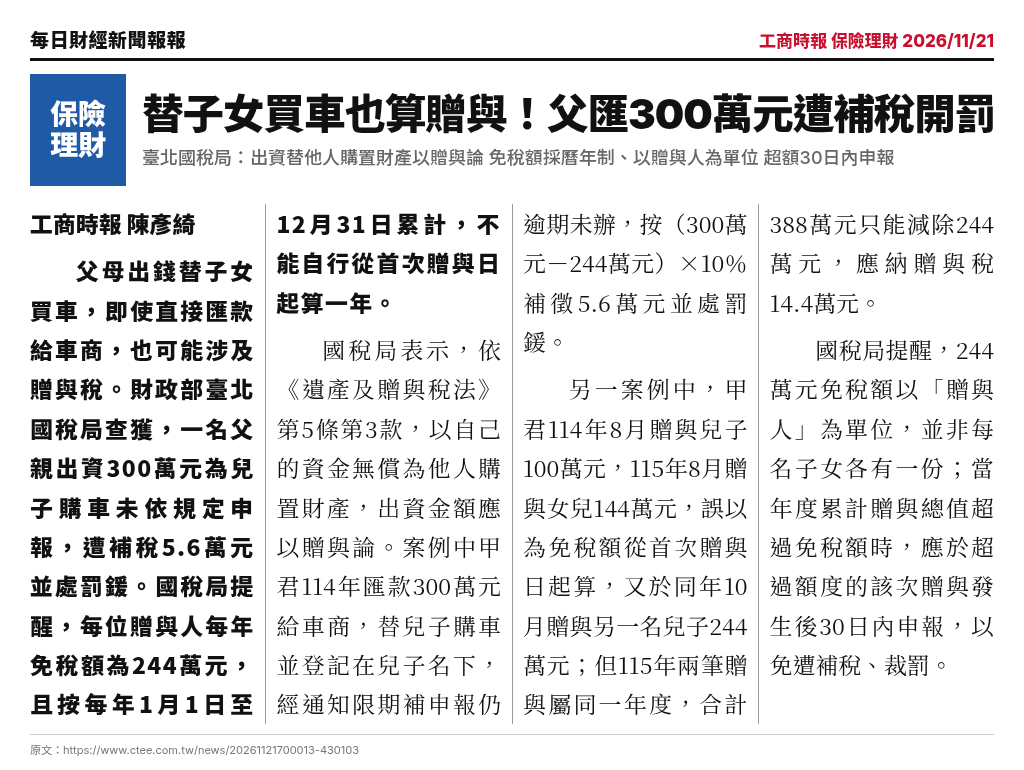 每日財經新聞報報
工商時報 保險理財 2026/11/21
保險
理財
替子女買車也算贈與！父匯300萬元遭補稅開罰
臺北國稅局：出資替他人購置財產以贈與論 免稅額採曆年制、以贈與人為單位 超額30日內申報
工商時報 陳彥綺
父母出錢替子女
買車，即使直接匯款
給車商，也可能涉及
贈與稅。財政部臺北
國稅局查獲，一名父
親出資300萬元為兒
子購車未依規定申
報，遭補稅5.6萬元
並處罰鍰。國稅局提
醒，每位贈與人每年
免稅額為244萬元，
且按每年1月1日至
12月31日累計，不
能自行從首次贈與日
起算一年。
國稅局表示，依
《遺產及贈與稅法》
第5條第3款，以自己
的資金無償為他人購
置財產，出資金額應
以贈與論。案例中甲
君114年匯款300萬元
給車商，替兒子購車
並登記在兒子名下，
經通知限期補申報仍
逾期未辦，按（300萬
元－244萬元）×10%
補徵5.6萬元並處罰
鍰。
另一案例中，甲
君114年8月贈與兒子
100萬元，115年8月贈
與女兒144萬元，誤以
為免稅額從首次贈與
日起算，又於同年10
月贈與另一名兒子244
萬元；但115年兩筆贈
與屬同一年度，合計
388萬元只能減除244
萬元，應納贈與稅
14.4萬元。
國稅局提醒，244
萬元免稅額以「贈與
人」為單位，並非每
名子女各有一份；當
年度累計贈與總值超
過免稅額時，應於超
過額度的該次贈與發
生後30日內申報，以
免遭補稅、裁罰。
原文：https://www.ctee.com.tw/news/20261121700013-430103